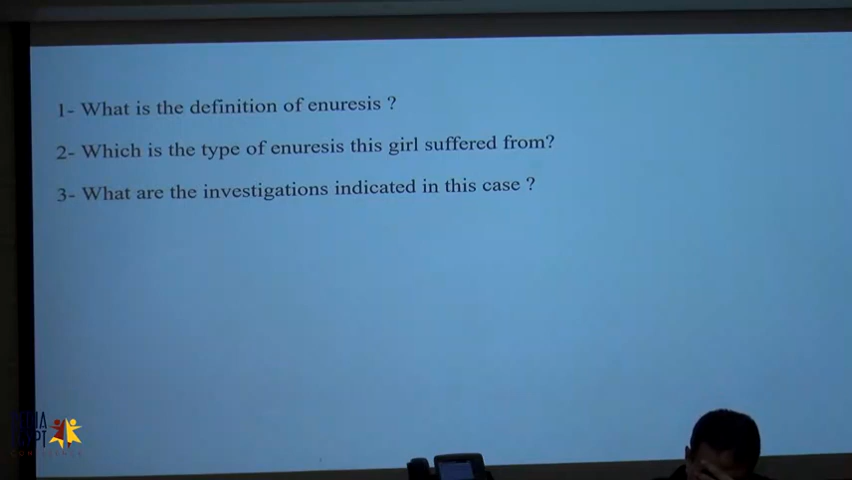 1- What is the definition of enuresis ?
2- Which is the type of enuresis this girl suffered from?
3- What are the investigations indicated in this case ?